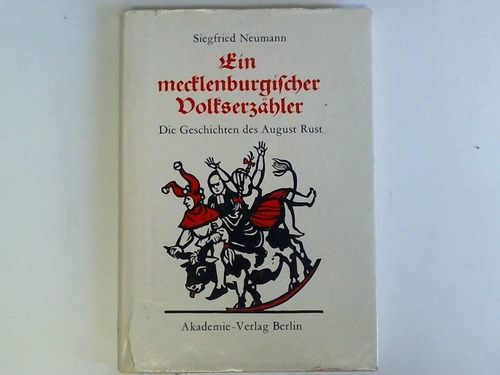 Siegfried Neumann
Ein
mecklenburgischer
Volkserzähler
Die Geschichten des August Rust
Akademie-Verlag Berlin